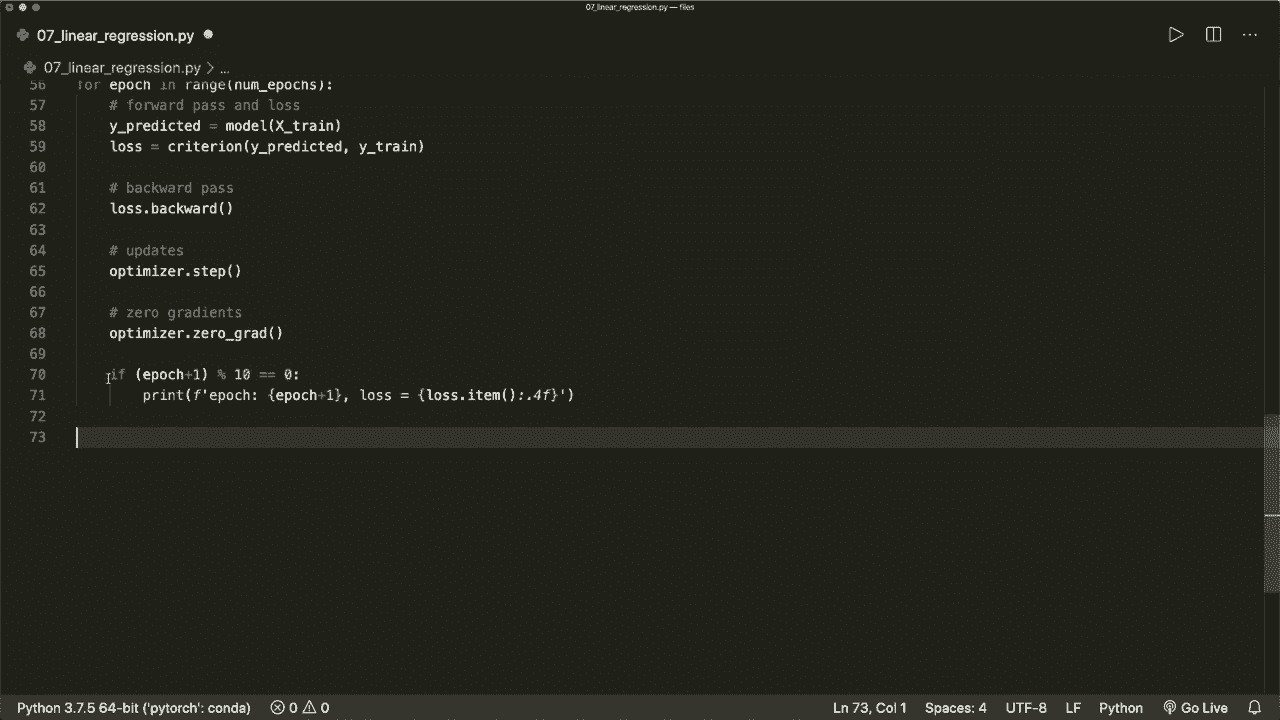 07_linear_regression.py — files
07_linear_regression.py
07_linear_regression.py > ...
56 for epoch in range(num_epochs):
57 # forward pass and loss
58 y_predicted = model(X_train)
59 loss = criterion(y_predicted, y_train)
60
61 # backward pass
62 loss.backward()
63
64 # updates
65 optimizer.step()
66
67 # zero gradients
68 optimizer.zero_grad()
69
70 if (epoch+1) % 10 == 0:
71 print(f'epoch: {epoch+1}, loss = {loss.item():.4f}')
72
73
Python 3.7.5 64-bit ('pytorch': conda) 0 0 Ln 73, Col 1 Spaces: 4 UTF-8 LF Python Go Live